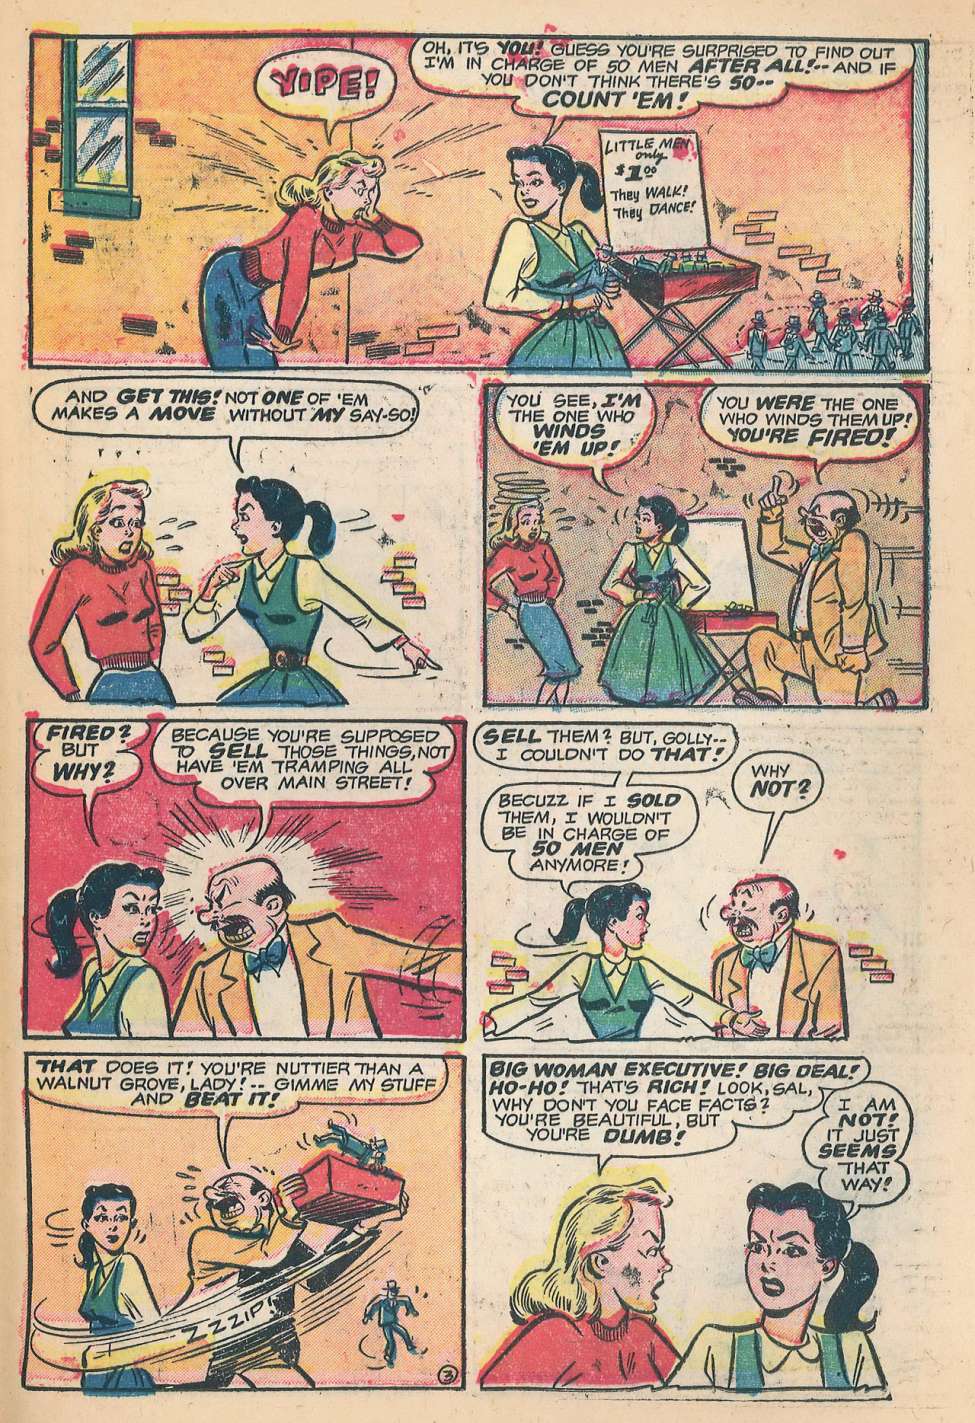 YIPE!
OH, IT'S YOU! GUESS YOU'RE SURPRISED TO FIND OUT
I'M IN CHARGE OF 50 MEN AFTER ALL!-- AND IF
YOU DON'T THINK THERE'S 50--
COUNT 'EM!
LITTLE MEN
only
$1.00
They WALK!
They DANCE!
AND GET THIS! NOT ONE OF 'EM
MAKES A MOVE WITHOUT MY SAY-SO!
YOU SEE, I'M
THE ONE WHO
WINDS
'EM UP!
YOU WERE THE ONE
WHO WINDS THEM UP!
YOU'RE FIRED!
FIRED?
BUT
WHY?
BECAUSE YOU'RE SUPPOSED
TO SELL THOSE THINGS, NOT
HAVE 'EM TRAMPING ALL
OVER MAIN STREET!
SELL THEM? BUT, GOLLY--
I COULDN'T DO THAT!
BECUZZ IF I SOLD
THEM, I WOULDN'T
BE IN CHARGE OF
50 MEN
ANYMORE!
WHY
NOT?
THAT DOES IT! YOU'RE NUTTIER THAN A
WALNUT GROVE, LADY!-- GIMME MY STUFF
AND BEAT IT!
ZZZIP!
3
BIG WOMAN EXECUTIVE! BIG DEAL!
HO-HO! THAT'S RICH! LOOK, SAL,
WHY DON'T YOU FACE FACTS?
YOU'RE BEAUTIFUL, BUT
YOU'RE DUMB!
I AM
NOT!
IT JUST
SEEMS
THAT
WAY!